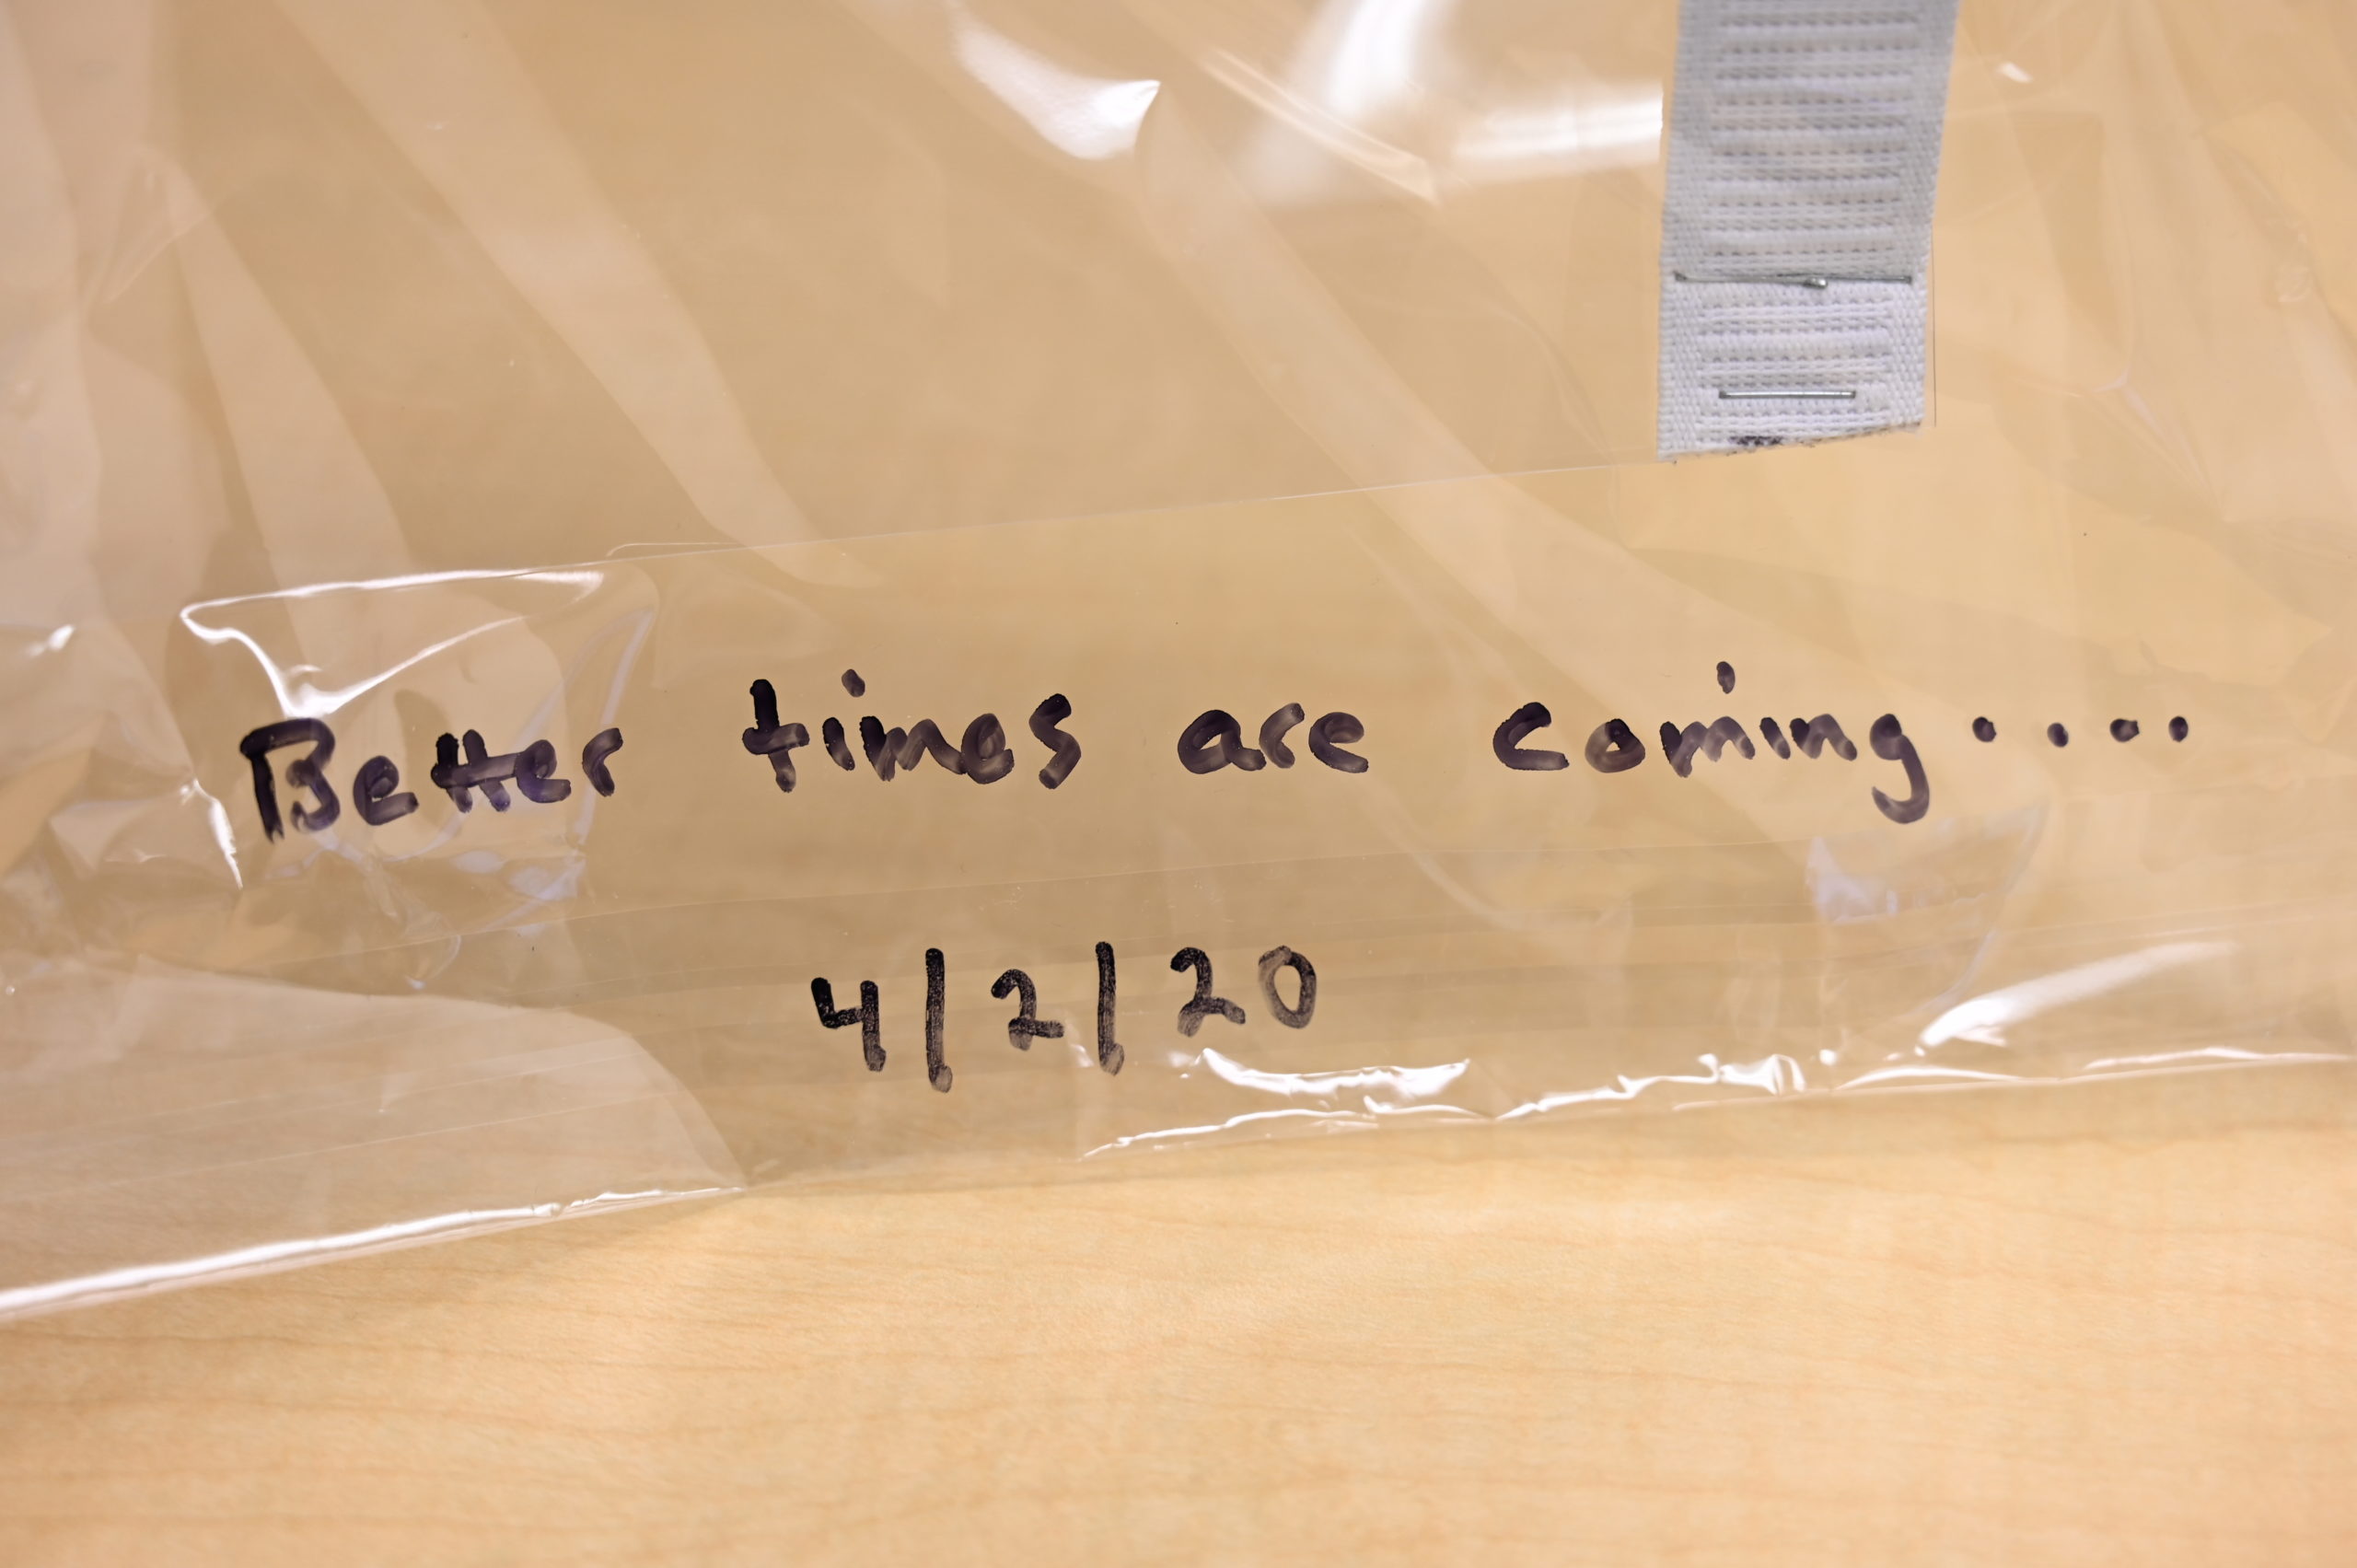 Better times are coming....
4/2/20